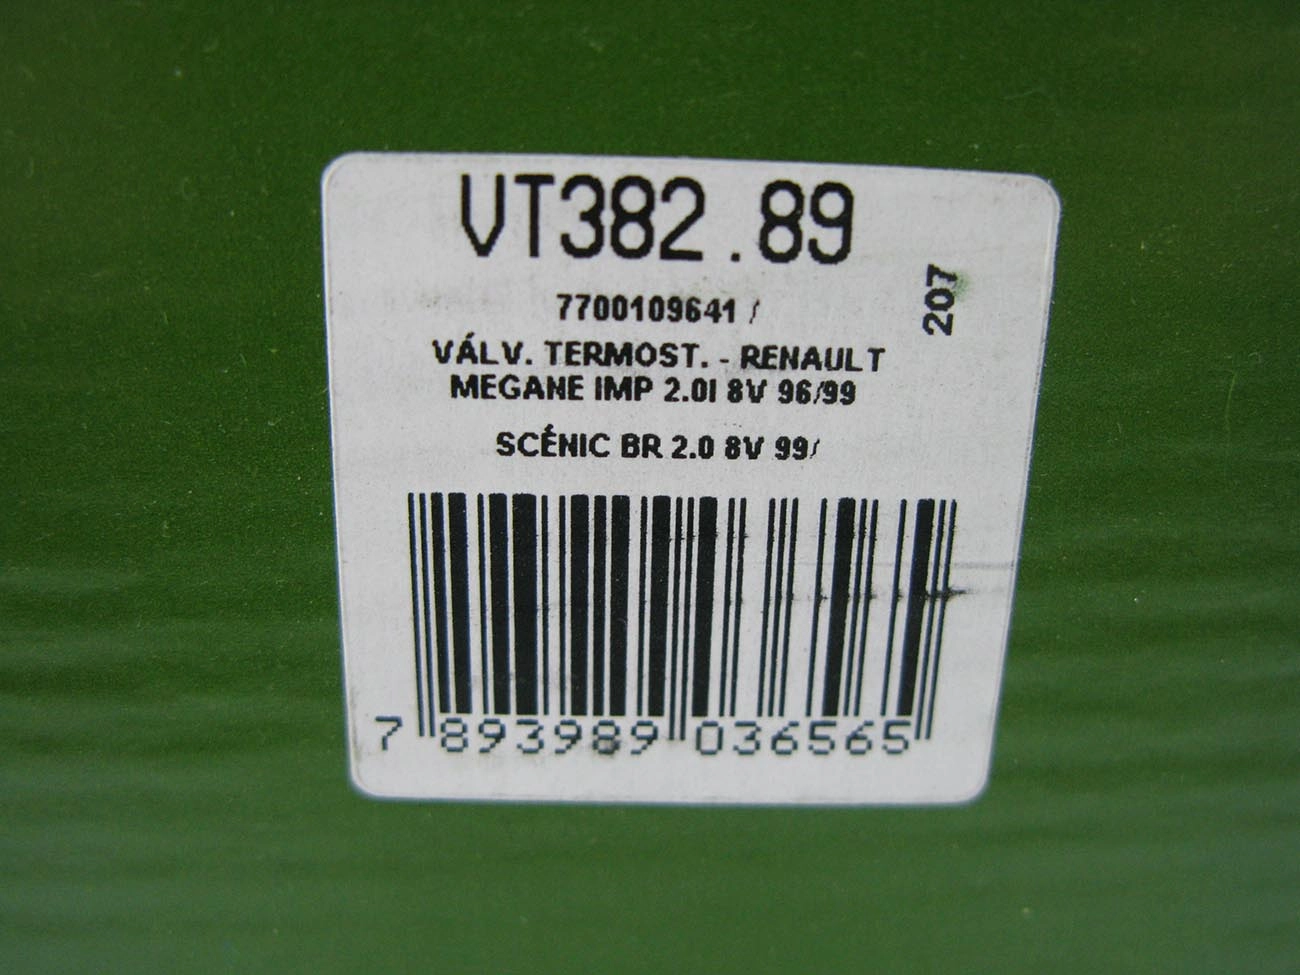 VT382.89
207
7700109641 /
VÁLV. TERMOST. - RENAULT
MEGANE IMP 2.0I 8V 96/99
SCÉNIC BR 2.0 8V 99/
7 893989 036565